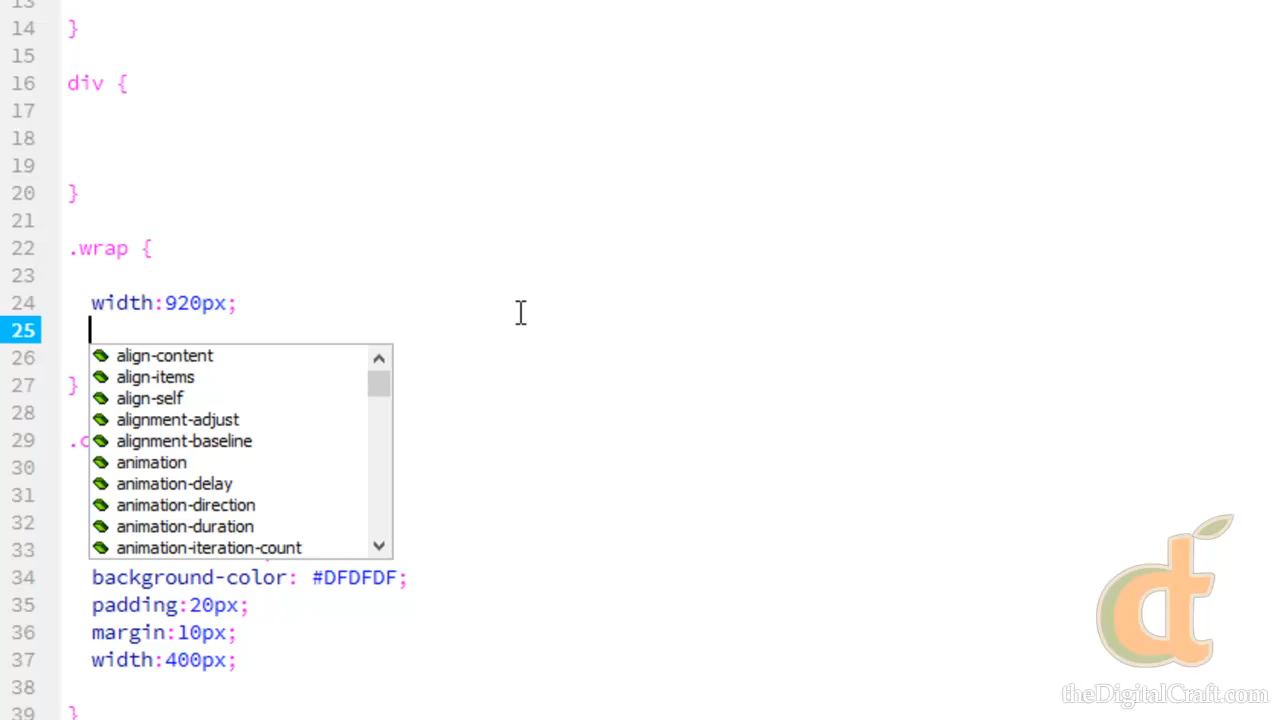 13
14 }
15
16 div {
17
18
19
20 }
21
22 .wrap {
23
24 width:920px;
25
26 align-content
align-items
27 } align-self
28 alignment-adjust
29 .c alignment-baseline
30 animation
31 animation-delay
animation-direction
32 animation-duration
33 animation-iteration-count
34 background-color: #DFDFDF;
35 padding:20px;
36 margin:10px;
37 width:400px;
38
39 }
theDigitalCraft.com